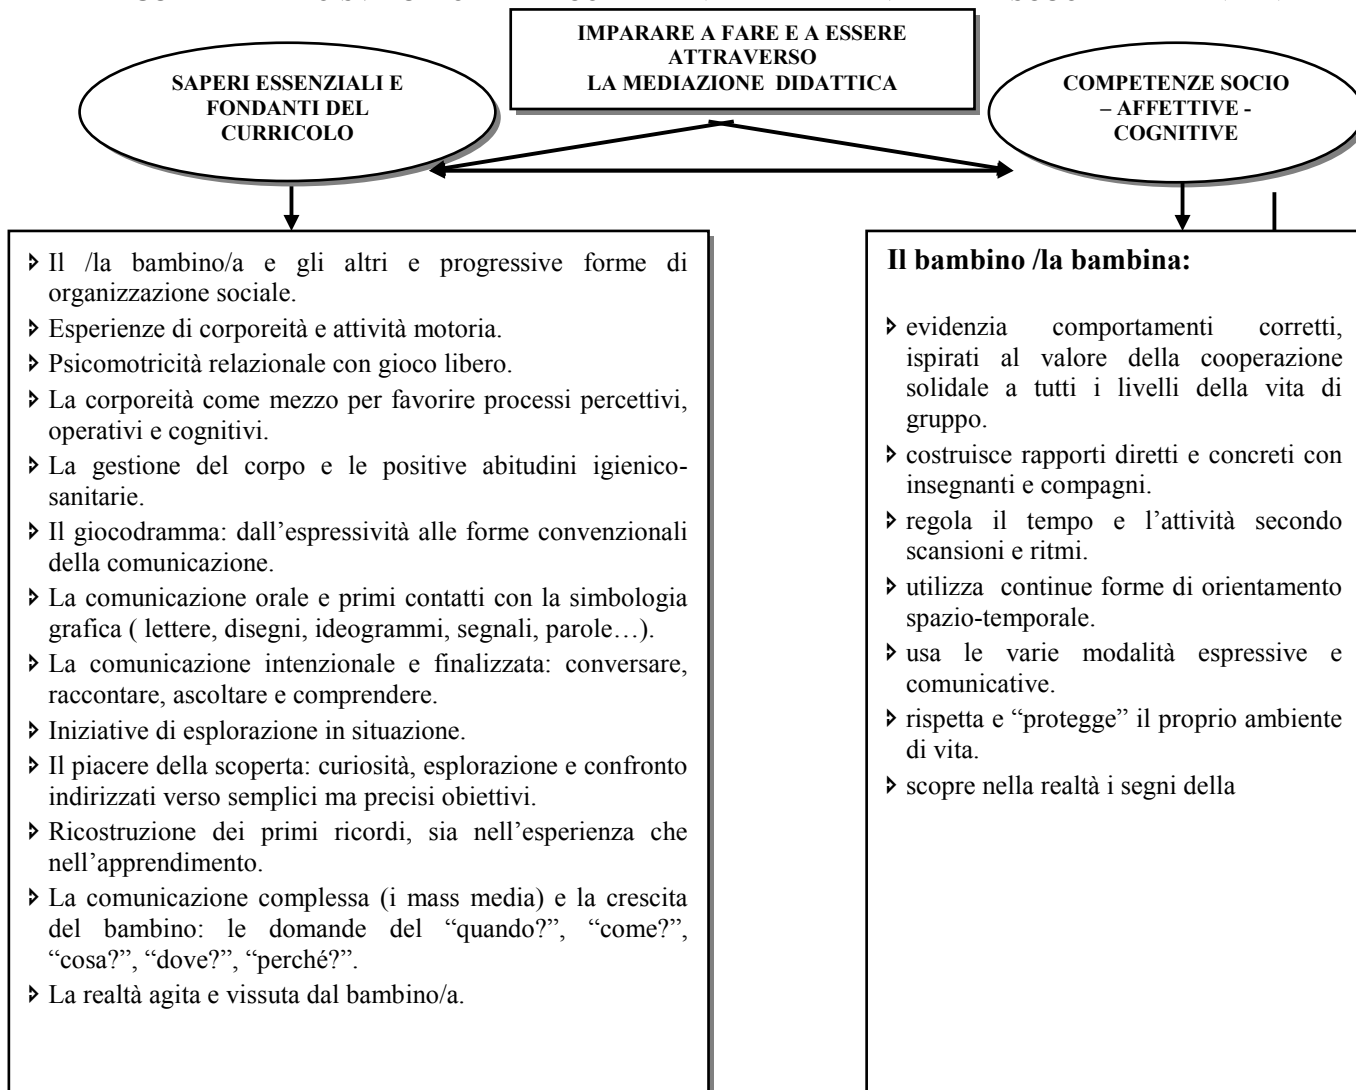 IMPARARE A FARE E A ESSERE
ATTRAVERSO
LA MEDIAZIONE DIDATTICA
SAPERI ESSENZIALI E
FONDANTI DEL
CURRICOLO
COMPETENZE SOCIO
– AFFETTIVE -
COGNITIVE
Il /la bambino/a e gli altri e progressive forme di
organizzazione sociale.
Esperienze di corporeità e attività motoria.
Psicomotricità relazionale con gioco libero.
La corporeità come mezzo per favorire processi percettivi,
operativi e cognitivi.
La gestione del corpo e le positive abitudini igienico-
sanitarie.
Il giocodramma: dall’espressività alle forme convenzionali
della comunicazione.
La comunicazione orale e primi contatti con la simbologia
grafica ( lettere, disegni, ideogrammi, segnali, parole…).
La comunicazione intenzionale e finalizzata: conversare,
raccontare, ascoltare e comprendere.
Iniziative di esplorazione in situazione.
Il piacere della scoperta: curiosità, esplorazione e confronto
indirizzati verso semplici ma precisi obiettivi.
Ricostruzione dei primi ricordi, sia nell’esperienza che
nell’apprendimento.
La comunicazione complessa (i mass media) e la crescita
del bambino: le domande del “quando?”, “come?”,
“cosa?”, “dove?”, “perché?”.
La realtà agita e vissuta dal bambino/a.
Il bambino /la bambina:
evidenzia comportamenti corretti,
ispirati al valore della cooperazione
solidale a tutti i livelli della vita di
gruppo.
costruisce rapporti diretti e concreti con
insegnanti e compagni.
regola il tempo e l’attività secondo
scansioni e ritmi.
utilizza continue forme di orientamento
spazio-temporale.
usa le varie modalità espressive e
comunicative.
rispetta e “protegge” il proprio ambiente
di vita.
scopre nella realtà i segni della